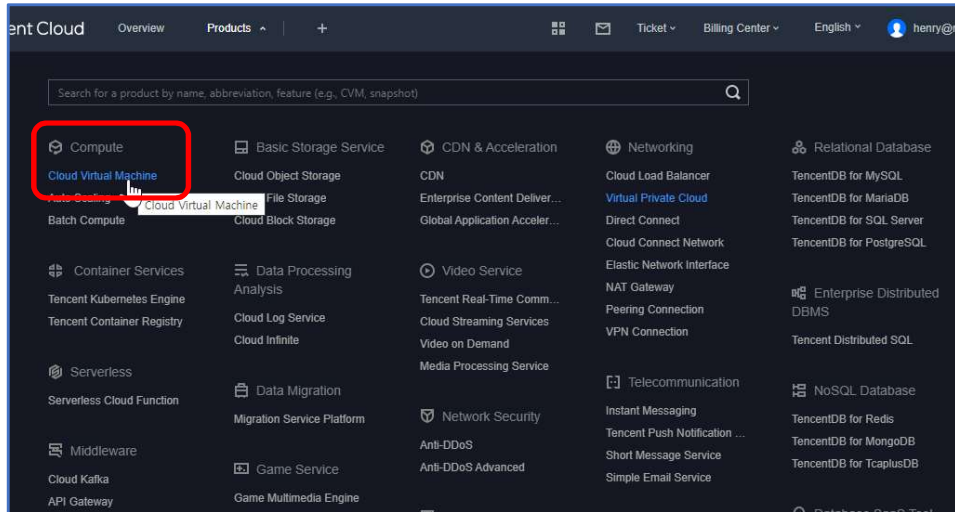 ent Cloud Overview Products + Ticket Billing Center English henry@
Search for a product by name, abbreviation, feature (e.g., CVM, snapshot)
Compute
Cloud Virtual Machine
Auto Scaling
Cloud Virtual Machine
Batch Compute
Container Services
Tencent Kubernetes Engine
Tencent Container Registry
Serverless
Serverless Cloud Function
Middleware
Cloud Kafka
API Gateway
Basic Storage Service
Cloud Object Storage
File Storage
Cloud Block Storage
Data Processing
Analysis
Cloud Log Service
Cloud Infinite
Data Migration
Migration Service Platform
Game Service
Game Multimedia Engine
CDN & Acceleration
CDN
Enterprise Content Deliver...
Global Application Acceler...
Video Service
Tencent Real-Time Comm...
Cloud Streaming Services
Video on Demand
Media Processing Service
Network Security
Anti-DDoS
Anti-DDoS Advanced
Networking
Cloud Load Balancer
Virtual Private Cloud
Direct Connect
Cloud Connect Network
Elastic Network Interface
NAT Gateway
Peering Connection
VPN Connection
Telecommunication
Instant Messaging
Tencent Push Notification ...
Short Message Service
Simple Email Service
Relational Database
TencentDB for MySQL
TencentDB for MariaDB
TencentDB for SQL Server
TencentDB for PostgreSQL
Enterprise Distributed
DBMS
Tencent Distributed SQL
NoSQL Database
TencentDB for Redis
TencentDB for MongoDB
TencentDB for TcaplusDB